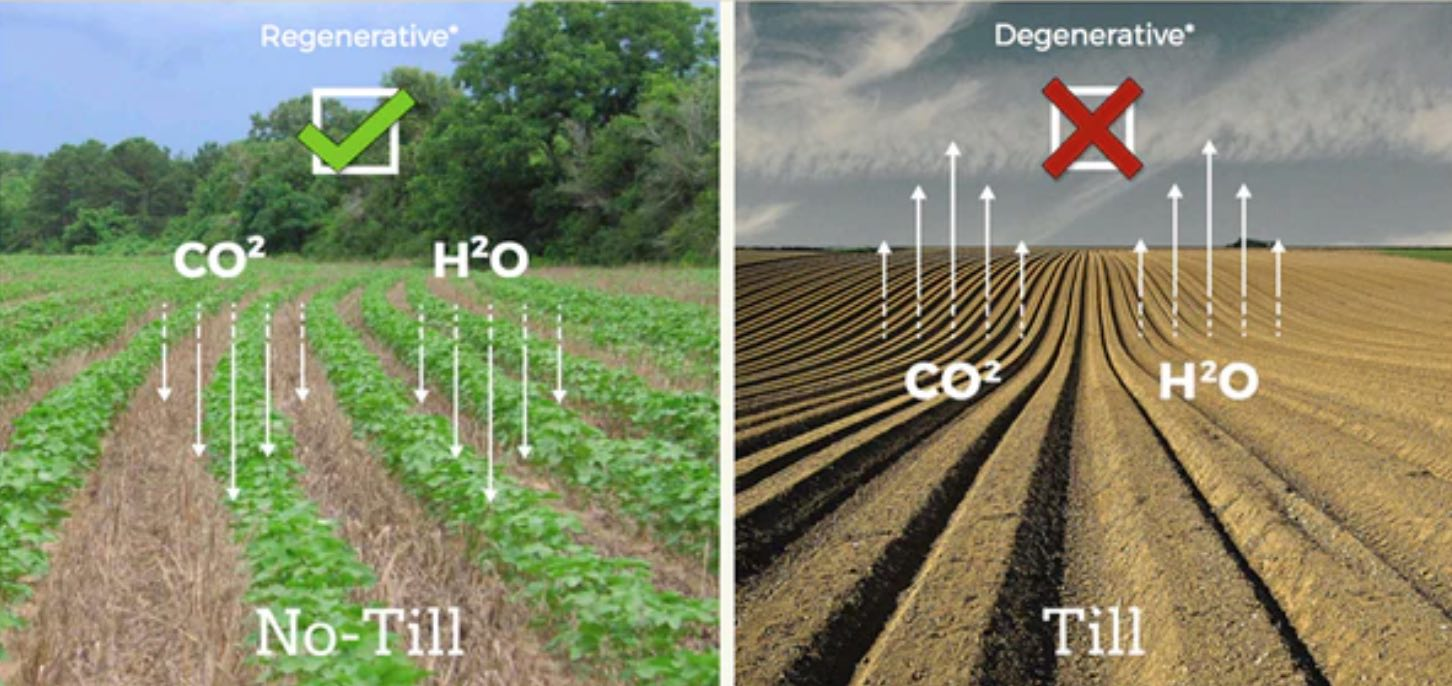 Regenerative*
CO² H²O
No-Till
Degenerative*
CO² H²O
Till